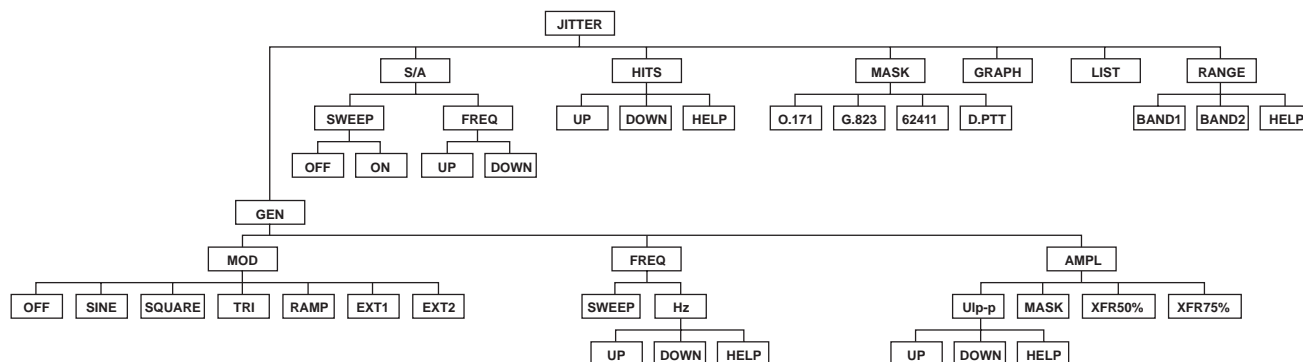 JITTER
S/A HITS MASK GRAPH LIST RANGE
SWEEP FREQ UP DOWN HELP O.171 G.823 62411 D.PTT BAND1 BAND2 HELP
OFF ON UP DOWN
GEN
MOD FREQ AMPL
OFF SINE SQUARE TRI RAMP EXT1 EXT2 SWEEP Hz UIp-p MASK XFR50% XFR75%
UP DOWN HELP UP DOWN HELP